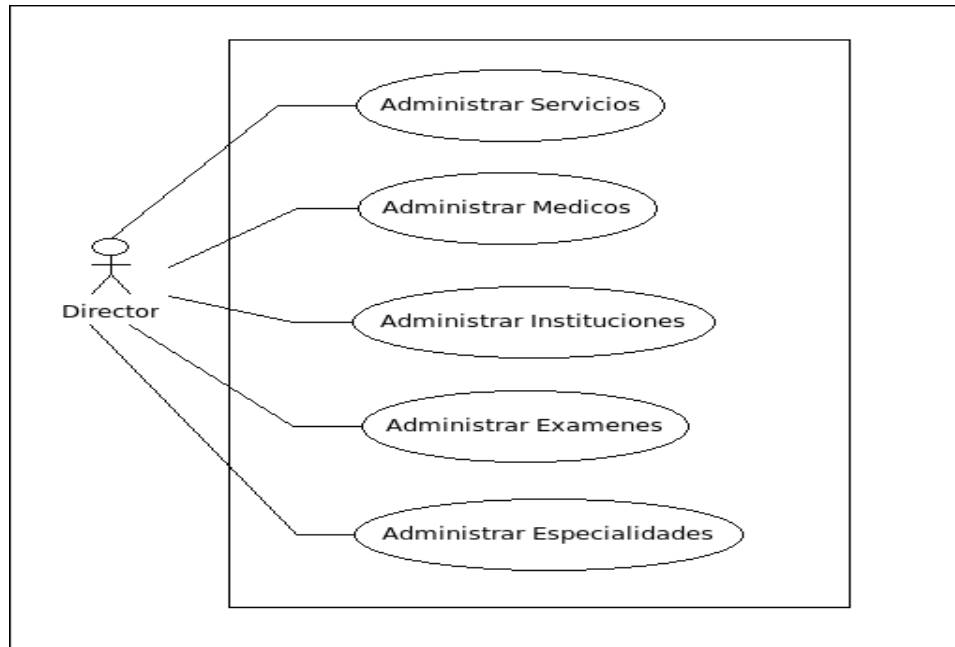 Administrar Servicios
Administrar Medicos
Director
Administrar Instituciones
Administrar Examenes
Administrar Especialidades